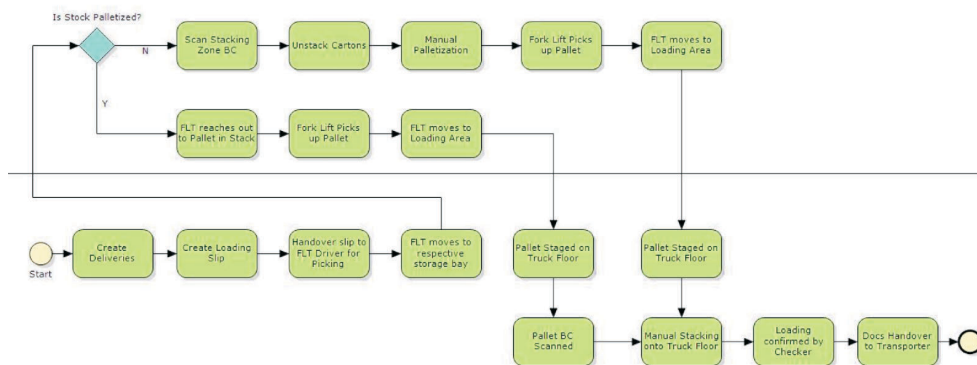 Is Stock Palletized?
N
Scan Stacking
Zone BC
Unstack Cartons
Manual
Palletization
Fork Lift Picks
up Pallet
FLT moves to
Loading Area
Y
FLT reaches out
to Pallet in Stack
Fork Lift Picks
up Pallet
FLT moves to
Loading Area
Start
Create
Deliveries
Create Loading
Slip
Handover slip to
FLT Driver for
Picking
FLT moves to
respective
storage bay
Pallet Staged on
Truck Floor
Pallet Staged on
Truck Floor
Pallet BC
Scanned
Manual Stacking
onto Truck Floor
Loading
confirmed by
Checker
Docs Handover
to Transporter